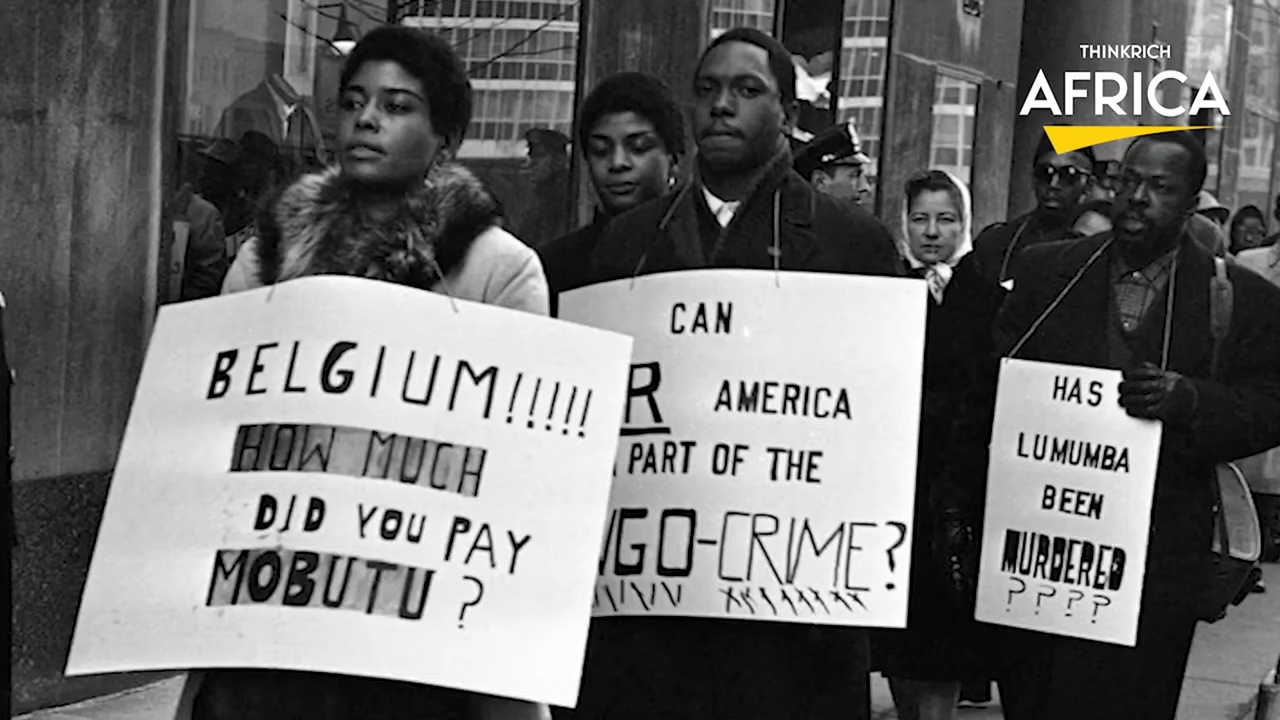 THINKRICH
AFRICA
BELGIUM!!!!!
HOW MUCH
DID YOU PAY
MOBUTU?
CAN
AMERICA
PART OF THE
CRIME?
HAS
LUMUMBA
BEEN
MURDERED
????